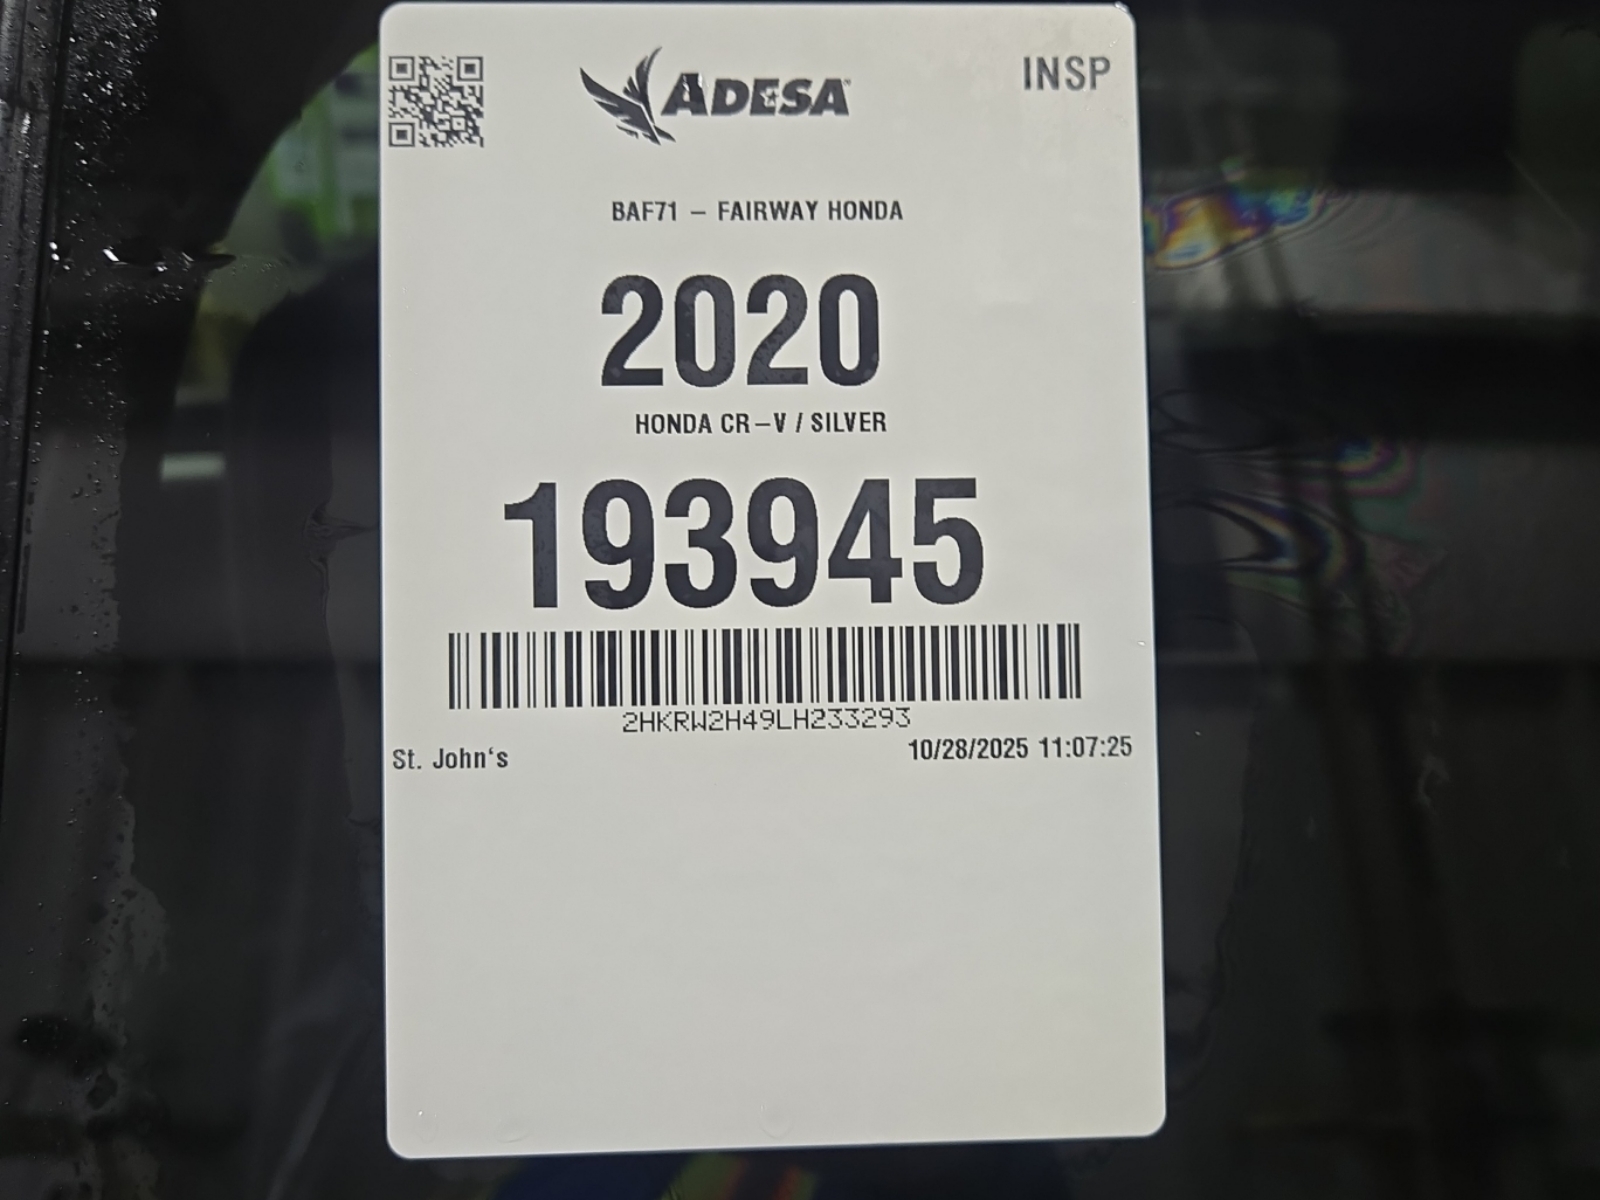 ADESA
INSP
BAF71 – FAIRWAY HONDA
2020
HONDA CR–V / SILVER
193945
2HKRW2H49LH233293
St. John‘s
10/28/2025 11:07:25